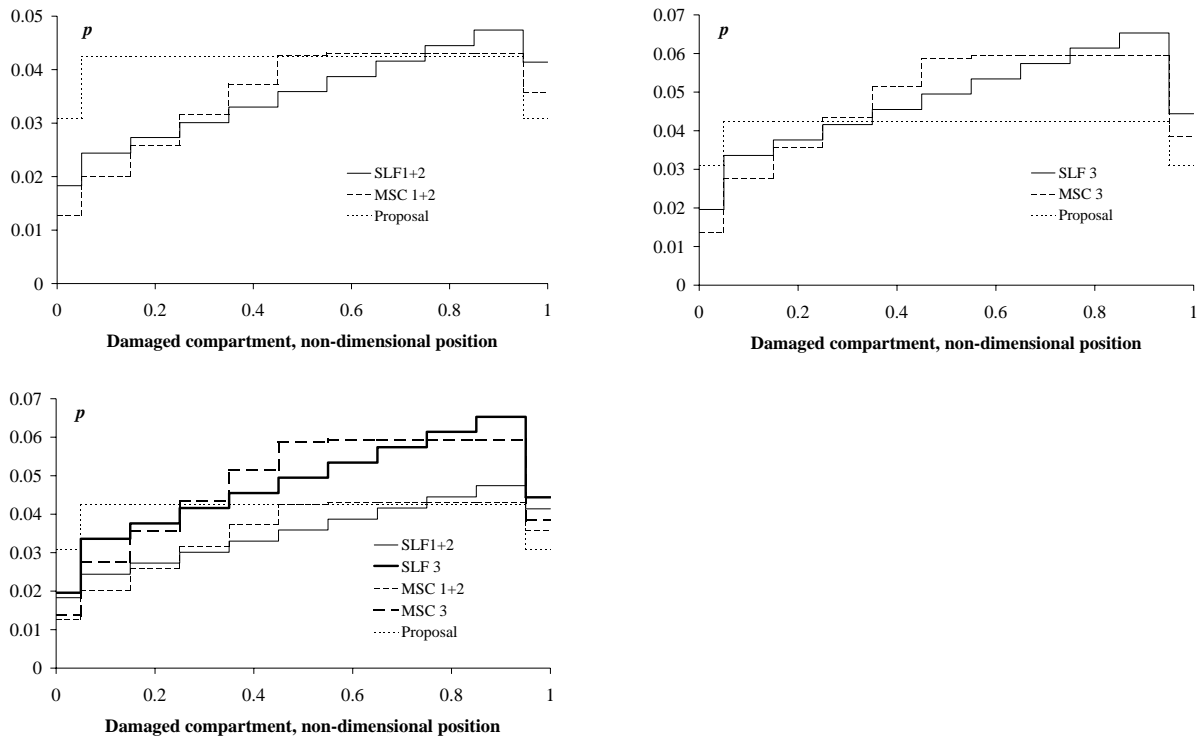 0.05
p
0.04
0.03
0.02
0.01
0
SLF1+2
MSC 1+2
Proposal
0 0.2 0.4 0.6 0.8 1
Damaged compartment, non-dimensional position
0.07
p
0.06
0.05
0.04
0.03
0.02
0.01
0
SLF 3
MSC 3
Proposal
0 0.2 0.4 0.6 0.8 1
Damaged compartment, non-dimensional position
0.07
p
0.06
0.05
0.04
0.03
0.02
0.01
0
SLF1+2
SLF 3
MSC 1+2
MSC 3
Proposal
0 0.2 0.4 0.6 0.8 1
Damaged compartment, non-dimensional position